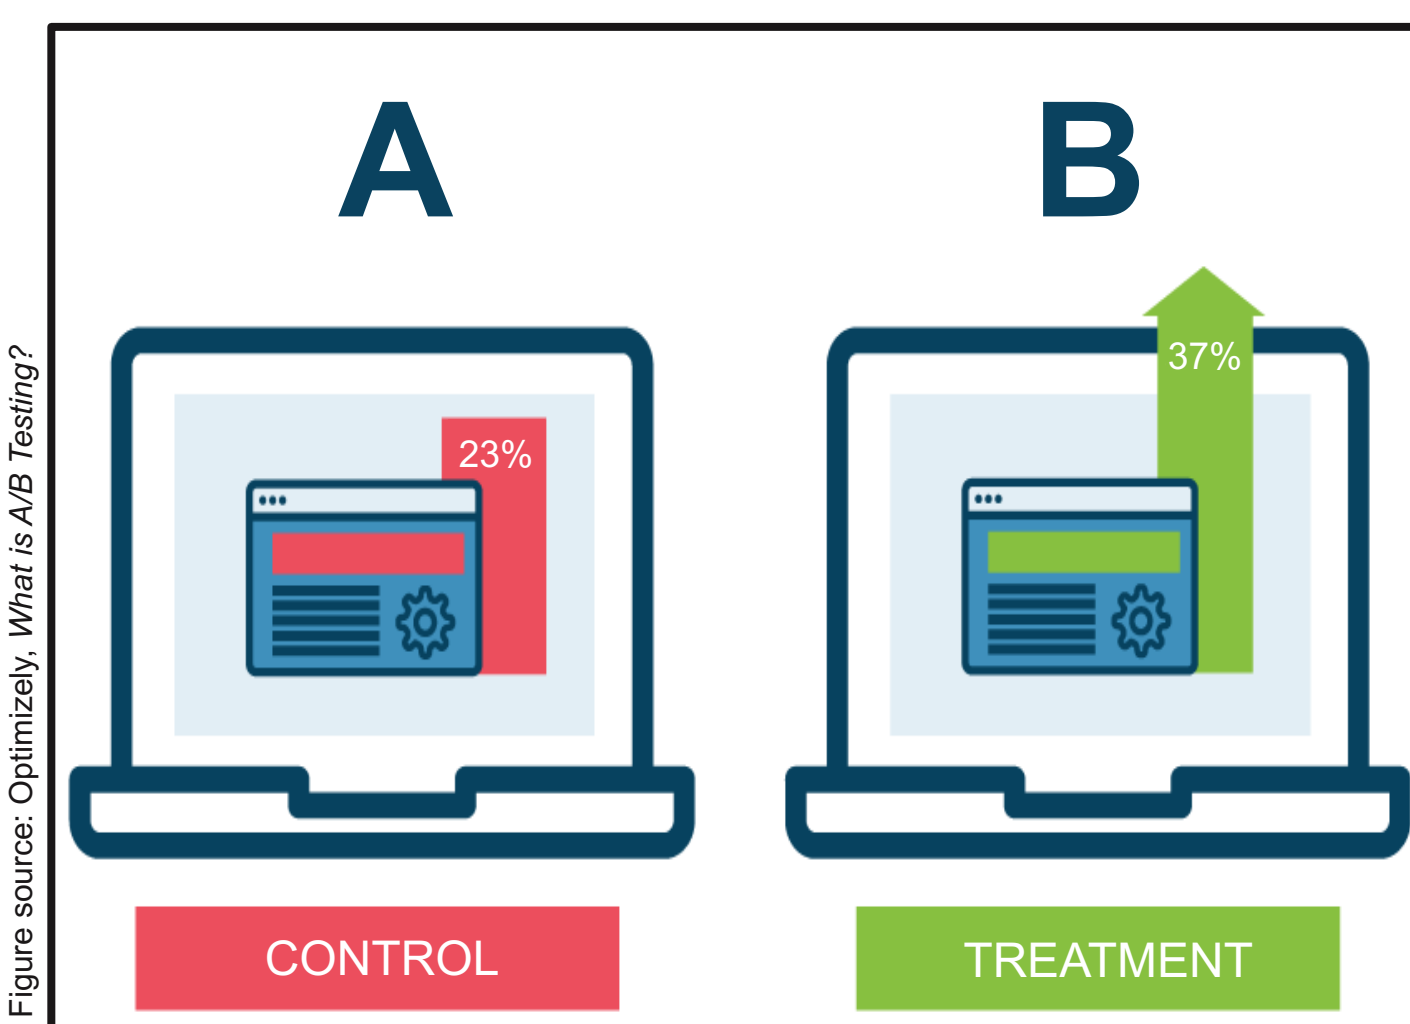 A
B
23%
37%
CONTROL
TREATMENT
Figure source: Optimizely, What is A/B Testing?